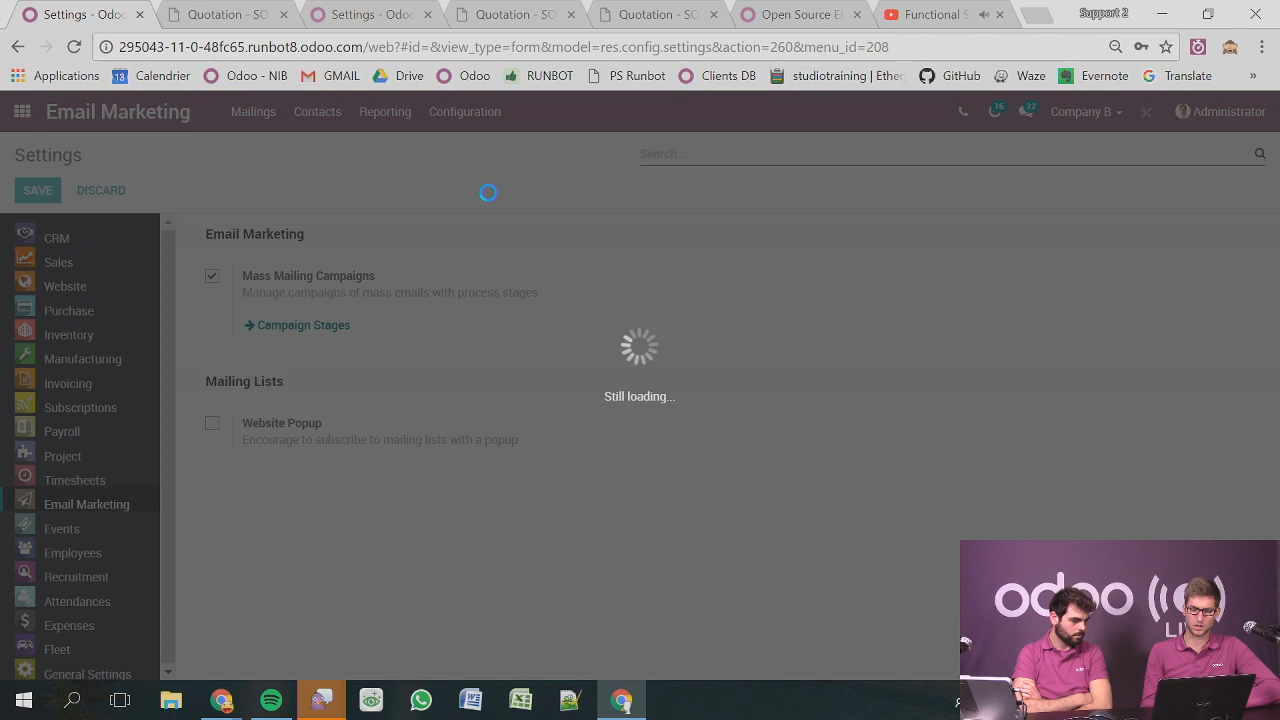 Settings - Odoo
Quotation - SO
Settings - Odoo
Quotation - SO
Quotation - SO
Open Source ER
Functional S
Support 2
295043-11-0-48fc65.runbot8.odoo.com/web?#id=&view_type=form&model=res.config.settings&action=260&menu_id=208
Applications
13
Calendrier
Odoo - NIB
GMAIL
Drive
Odoo
RUNBOT
PS Runbot
Clients DB
GitHub
Waze
Evernote
Translate
»
Email Marketing
Mailings
Contacts
Reporting
Configuration
16
22
Company B
Administrator
Settings
Search...
SAVE
DISCARD
CRM
Sales
Website
Purchase
Inventory
Manufacturing
Invoicing
Subscriptions
Payroll
Project
Timesheets
Email Marketing
Events
Employees
Recruitment
Attendances
Expenses
Fleet
General Settings
Email Marketing
Mass Mailing Campaigns
Manage campaigns of mass emails with process stages
Campaign Stages
Mailing Lists
Website Popup
Encourage to subscribe to mailing lists with a popup
Still loading...
odoo